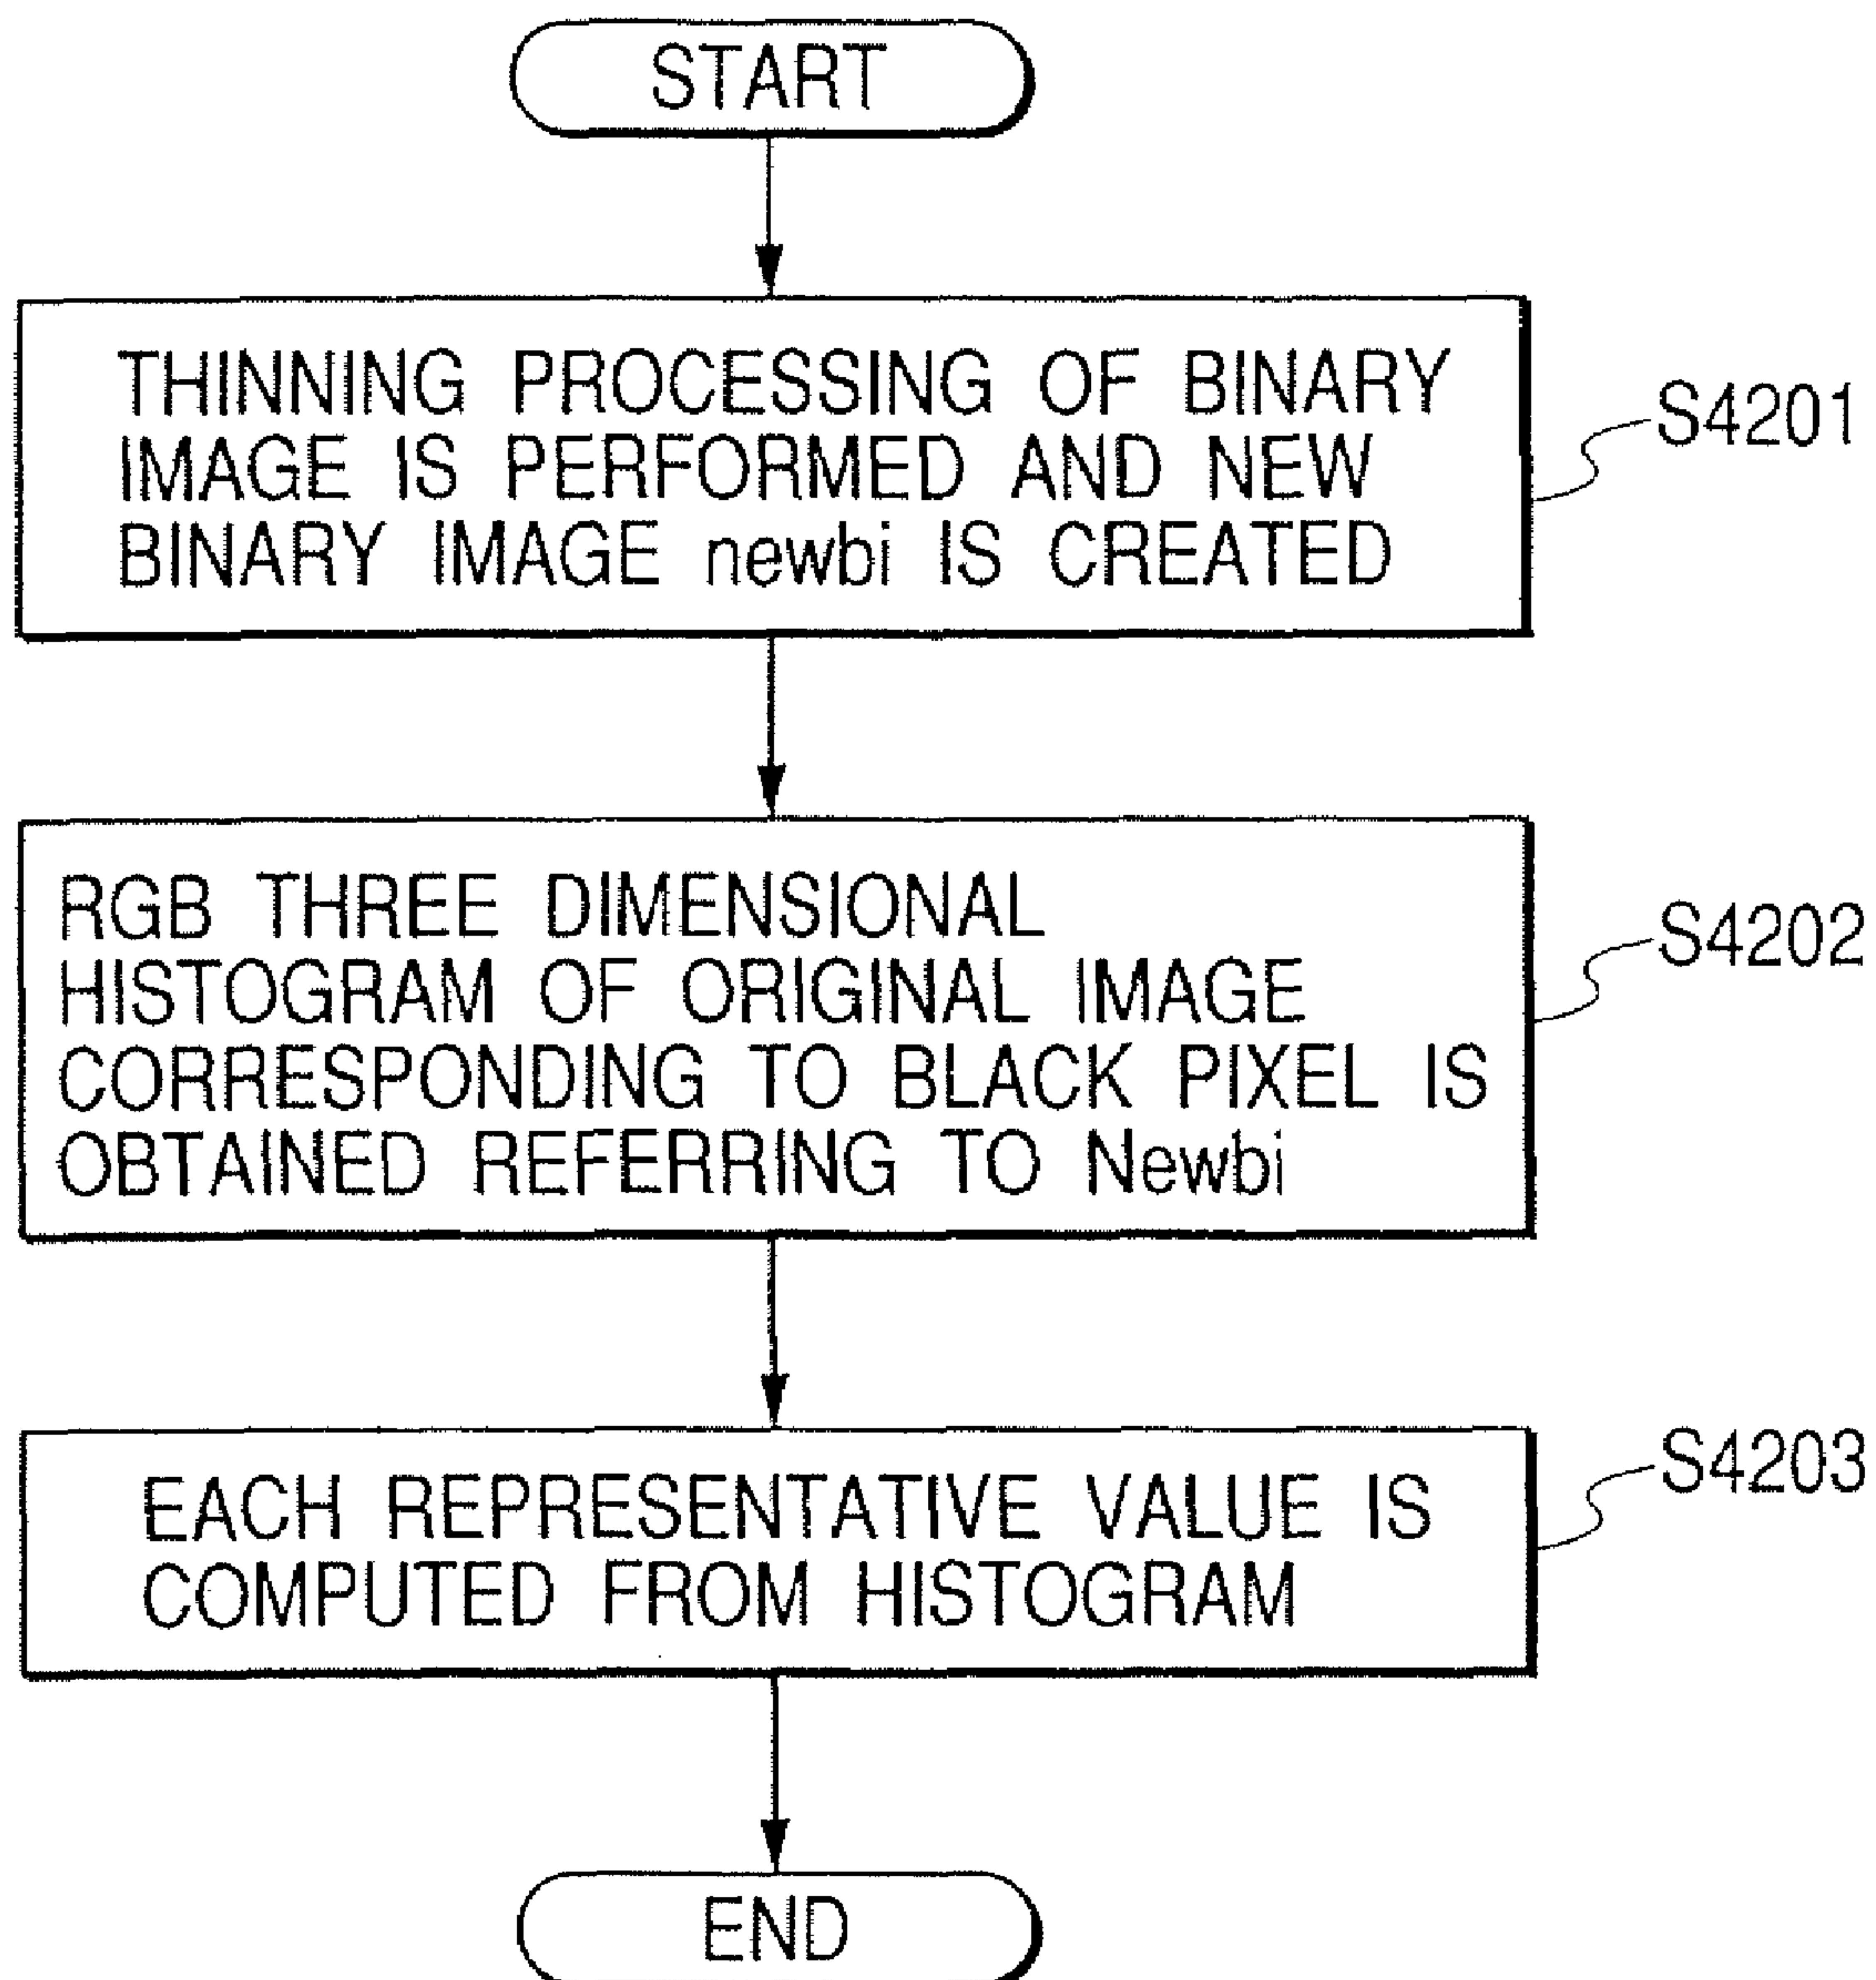 START
THINNING PROCESSING OF BINARY
IMAGE IS PERFORMED AND NEW
BINARY IMAGE newbi IS CREATED
S4201
RGB THREE DIMENSIONAL
HISTOGRAM OF ORIGINAL IMAGE
CORRESPONDING TO BLACK PIXEL IS
OBTAINED REFERRING TO Newbi
S4202
EACH REPRESENTATIVE VALUE IS
COMPUTED FROM HISTOGRAM
S4203
END